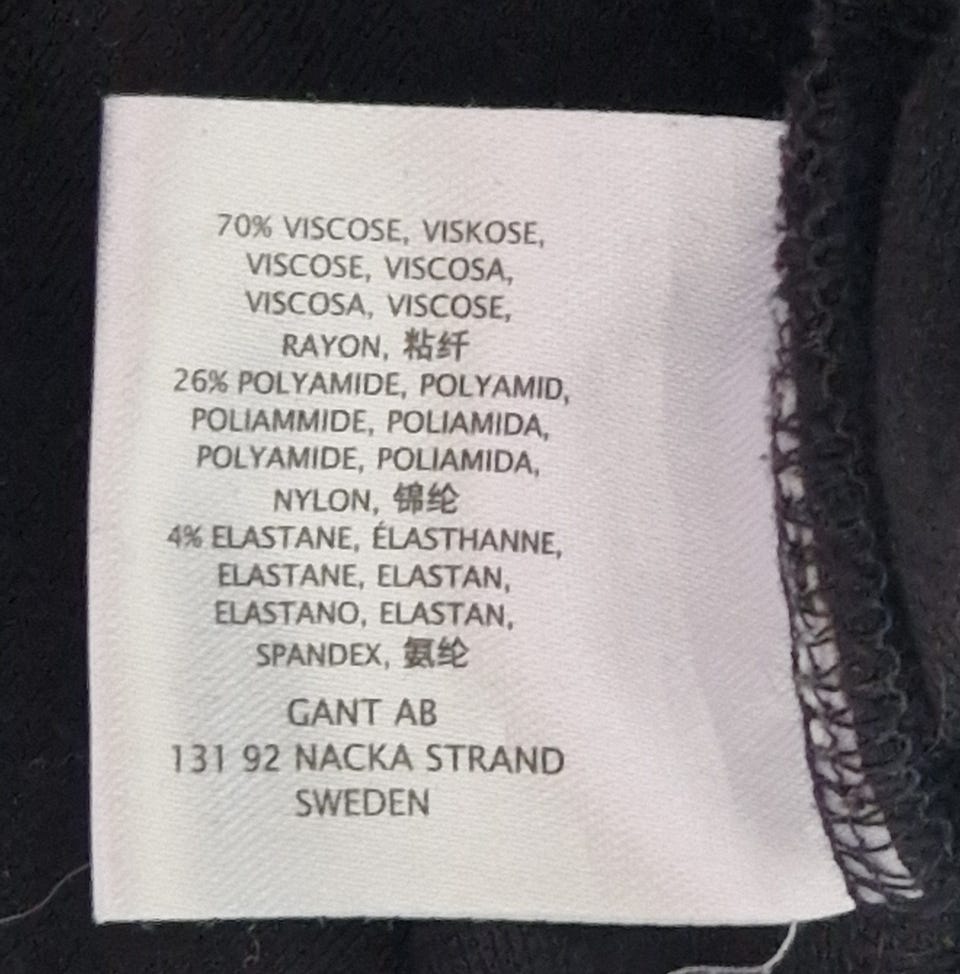 70% VISCOSE, VISKOSE,
VISCOSE, VISCOSA,
VISCOSA, VISCOSE,
RAYON, 粘纤
26% POLYAMIDE, POLYAMID,
POLIAMMIDE, POLIAMIDA,
POLYAMIDE, POLIAMIDA,
NYLON, 锦纶
4% ELASTANE, ÉLASTHANNE,
ELASTANE, ELASTAN,
ELASTANO, ELASTAN,
SPANDEX, 氨纶
GANT AB
131 92 NACKA STRAND
SWEDEN